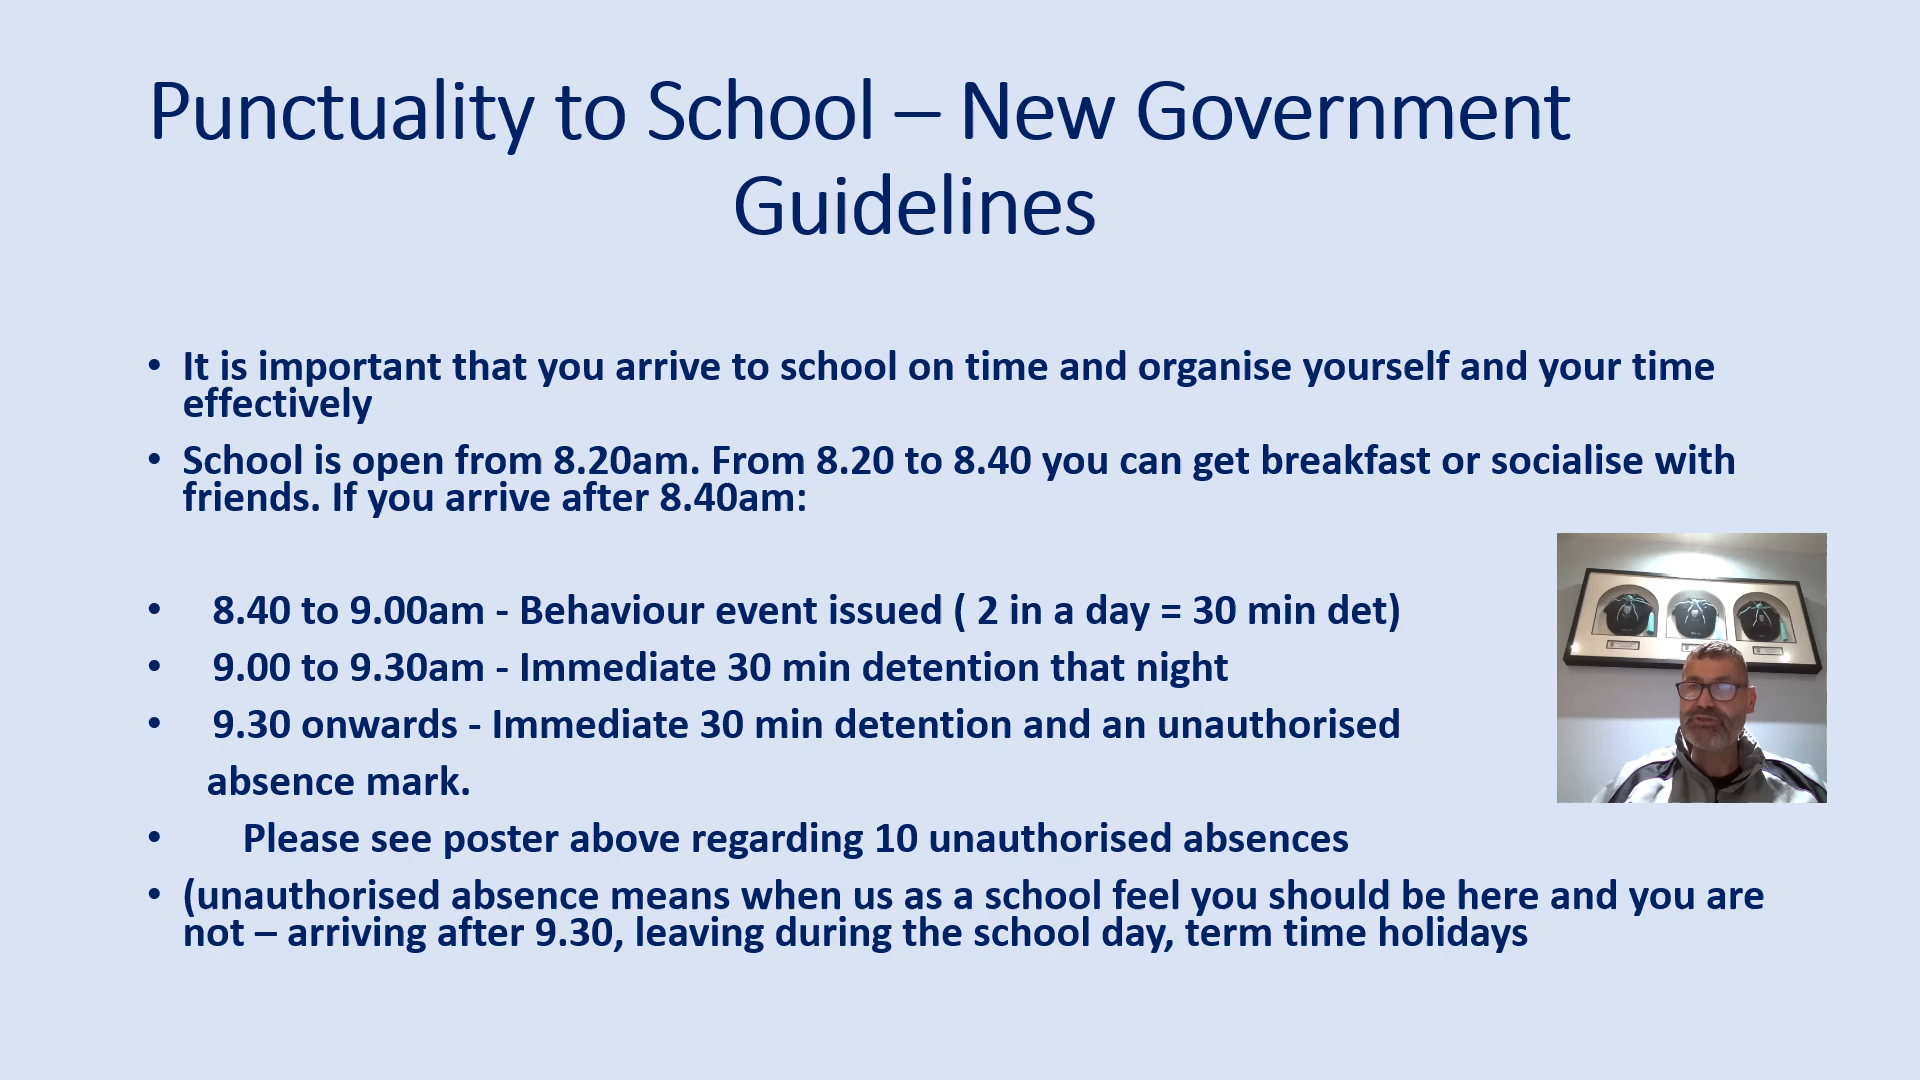 Punctuality to School – New Government
Guidelines
• It is important that you arrive to school on time and organise yourself and your time
effectively
• School is open from 8.20am. From 8.20 to 8.40 you can get breakfast or socialise with
friends. If you arrive after 8.40am:
• 8.40 to 9.00am - Behaviour event issued ( 2 in a day = 30 min det)
• 9.00 to 9.30am - Immediate 30 min detention that night
• 9.30 onwards - Immediate 30 min detention and an unauthorised
absence mark.
• Please see poster above regarding 10 unauthorised absences
• (unauthorised absence means when us as a school feel you should be here and you are
not – arriving after 9.30, leaving during the school day, term time holidays